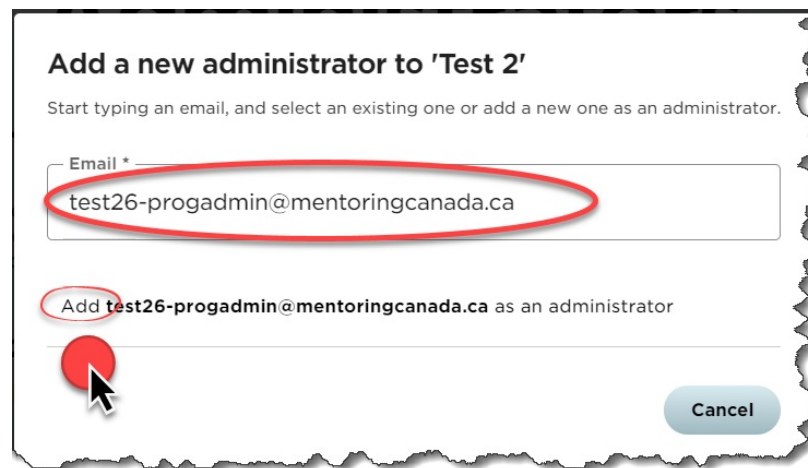 Add a new administrator to 'Test 2'
Start typing an email, and select an existing one or add a new one as an administrator.
Email *
test26-progadmin@mentoringcanada.ca
Add test26-progadmin@mentoringcanada.ca as an administrator
Cancel